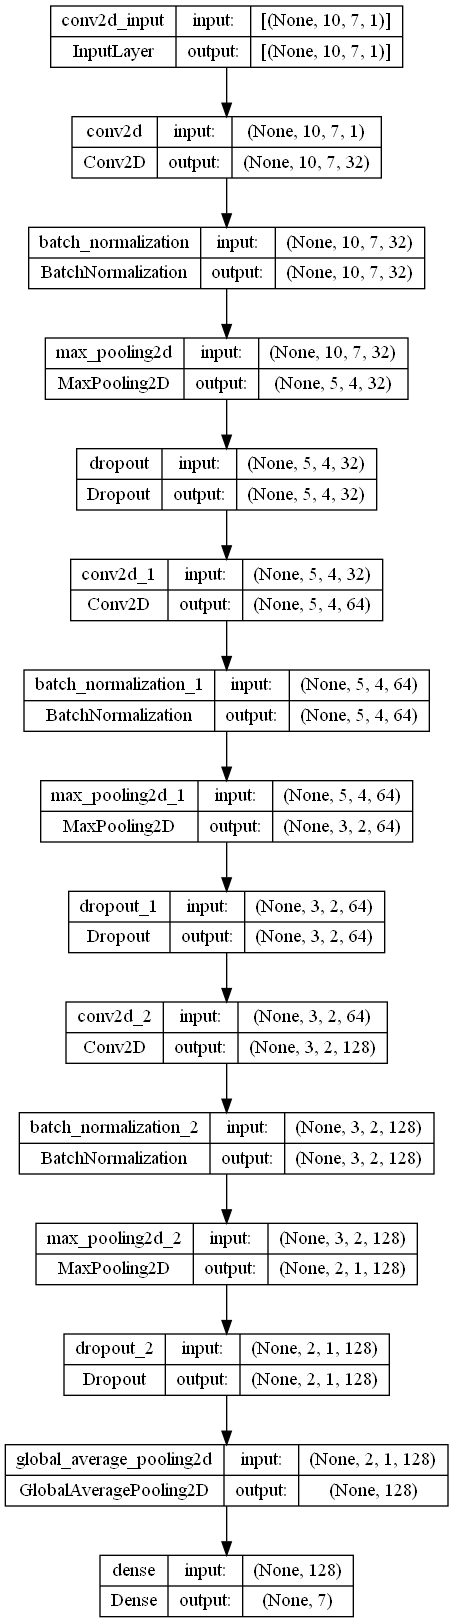 conv2d_input input: [(None, 10, 7, 1)]
InputLayer output: [(None, 10, 7, 1)]
conv2d input: (None, 10, 7, 1)
Conv2D output: (None, 10, 7, 32)
batch_normalization input: (None, 10, 7, 32)
BatchNormalization output: (None, 10, 7, 32)
max_pooling2d input: (None, 10, 7, 32)
MaxPooling2D output: (None, 5, 4, 32)
dropout input: (None, 5, 4, 32)
Dropout output: (None, 5, 4, 32)
conv2d_1 input: (None, 5, 4, 32)
Conv2D output: (None, 5, 4, 64)
batch_normalization_1 input: (None, 5, 4, 64)
BatchNormalization output: (None, 5, 4, 64)
max_pooling2d_1 input: (None, 5, 4, 64)
MaxPooling2D output: (None, 3, 2, 64)
dropout_1 input: (None, 3, 2, 64)
Dropout output: (None, 3, 2, 64)
conv2d_2 input: (None, 3, 2, 64)
Conv2D output: (None, 3, 2, 128)
batch_normalization_2 input: (None, 3, 2, 128)
BatchNormalization output: (None, 3, 2, 128)
max_pooling2d_2 input: (None, 3, 2, 128)
MaxPooling2D output: (None, 2, 1, 128)
dropout_2 input: (None, 2, 1, 128)
Dropout output: (None, 2, 1, 128)
global_average_pooling2d input: (None, 2, 1, 128)
GlobalAveragePooling2D output: (None, 128)
dense input: (None, 128)
Dense output: (None, 7)